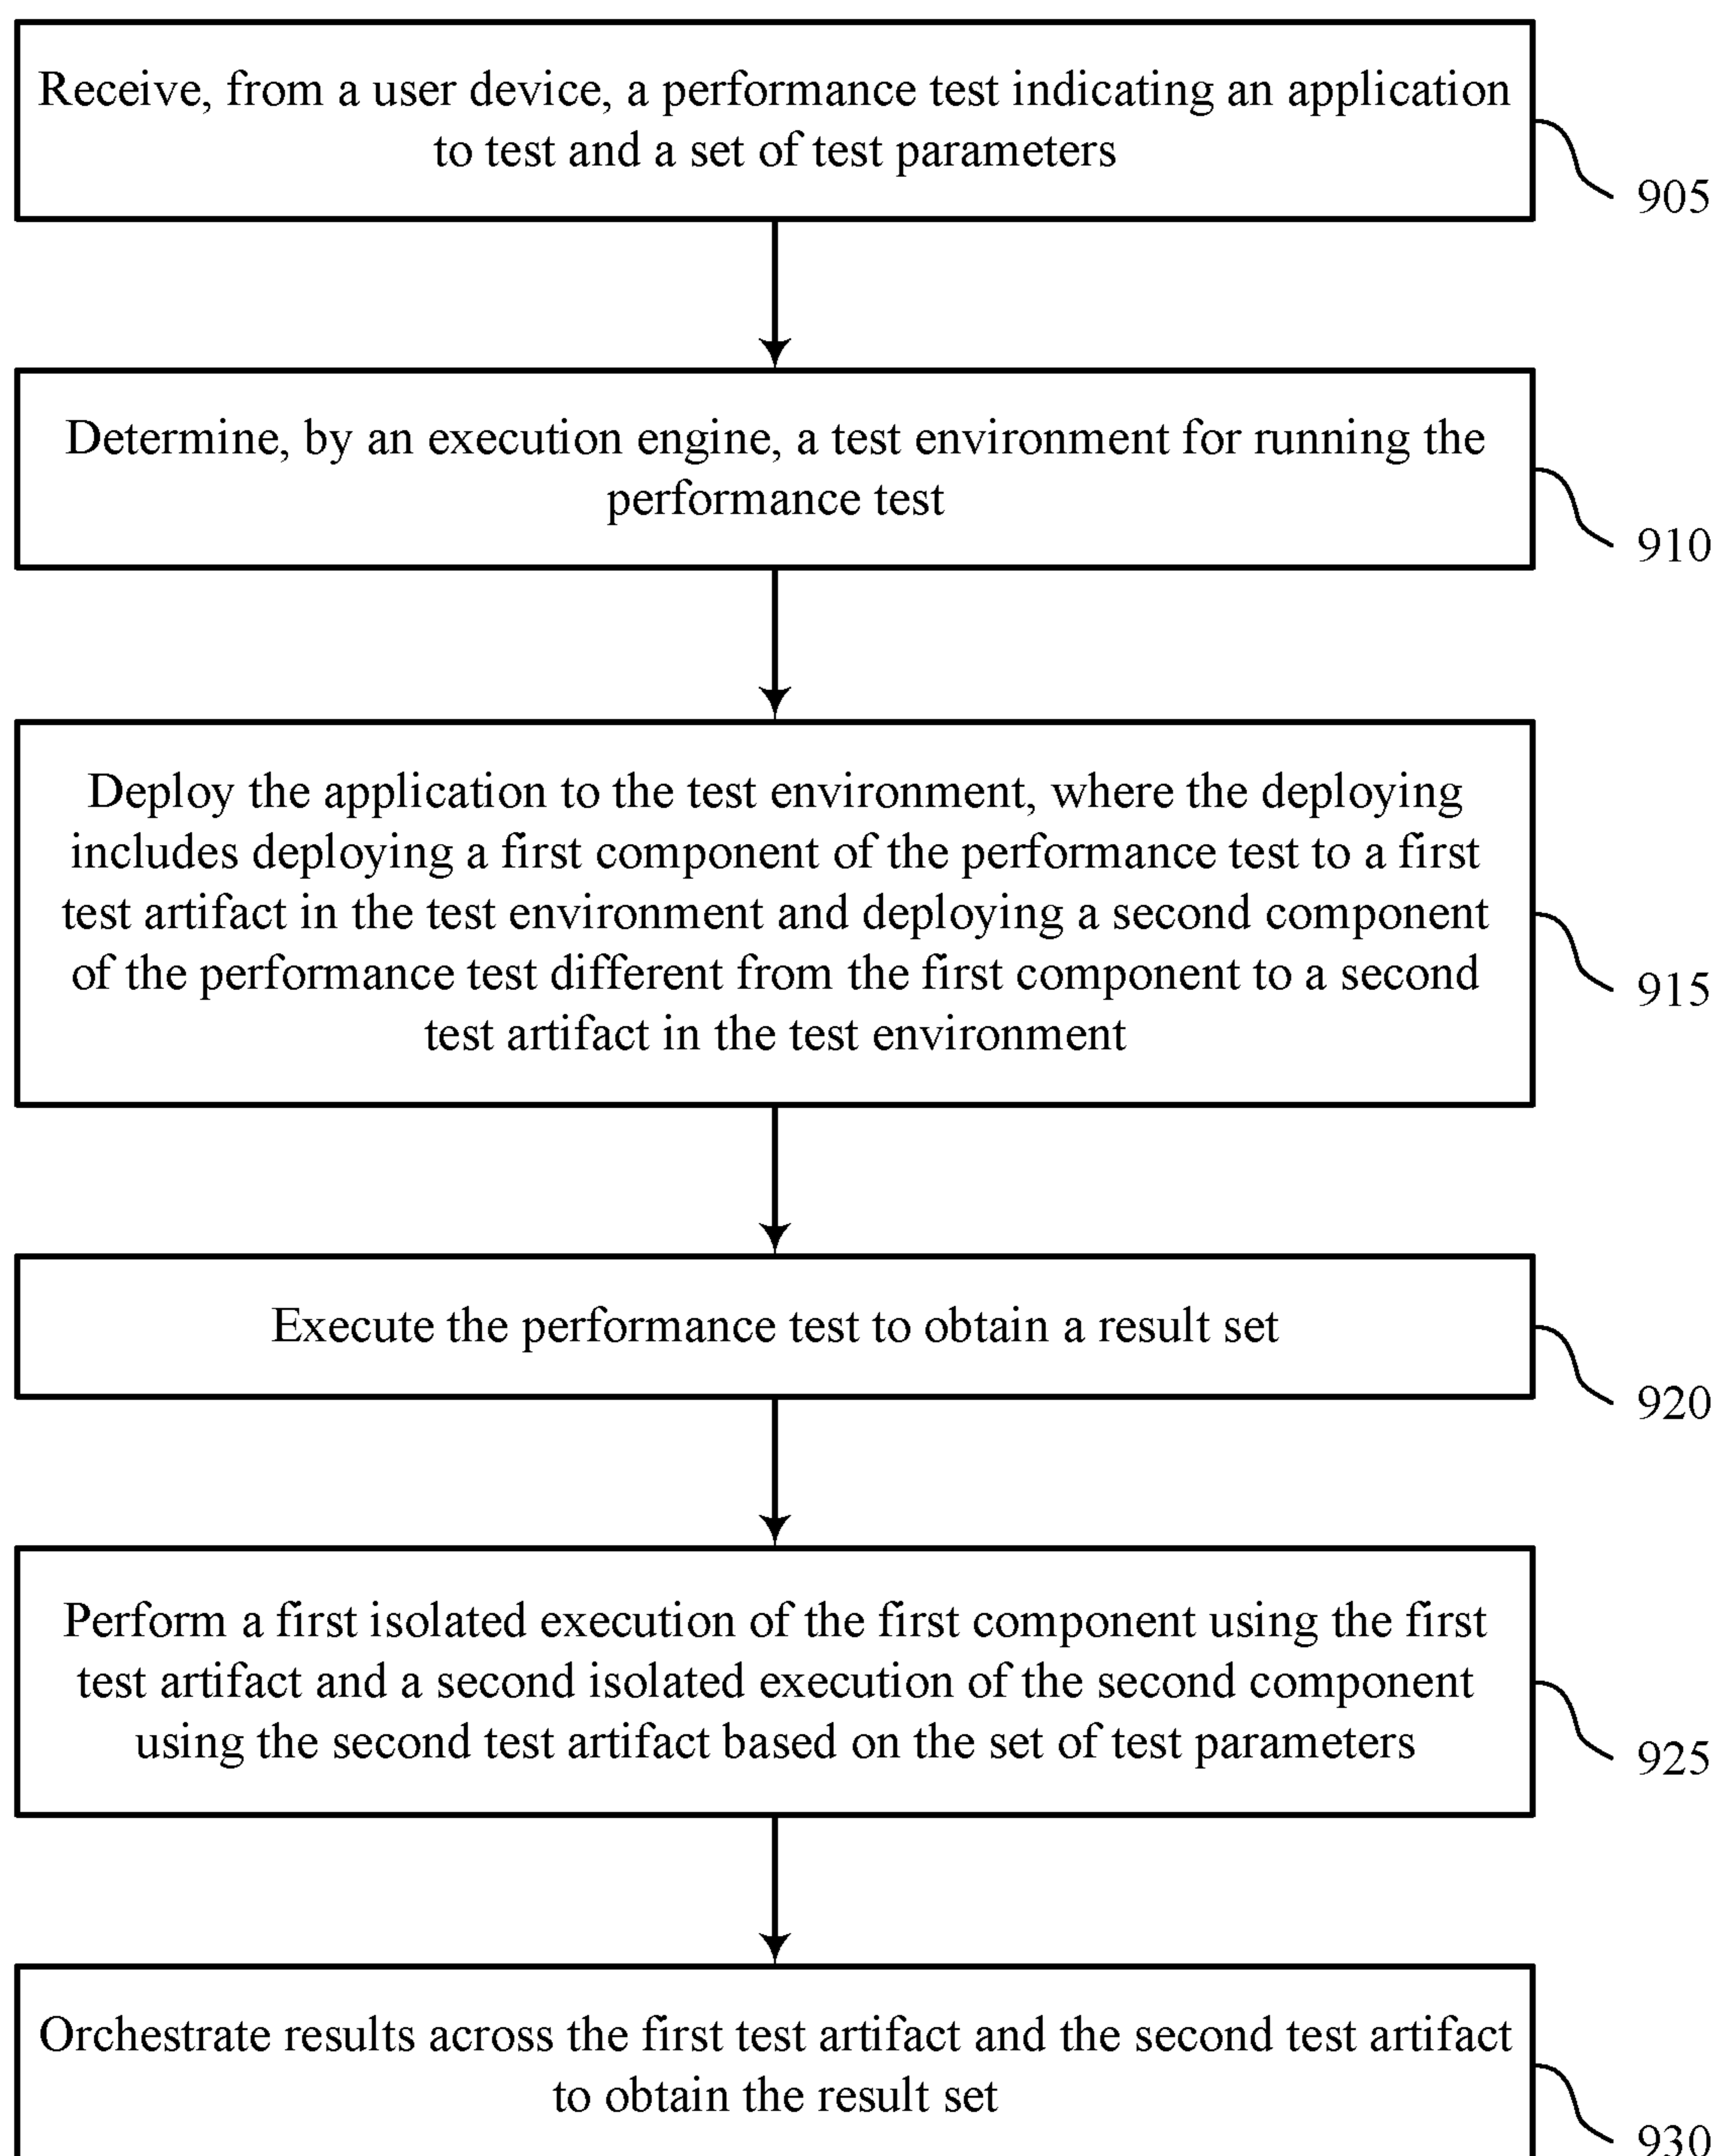 Receive, from a user device, a performance test indicating an application
to test and a set of test parameters
905
Determine, by an execution engine, a test environment for running the
performance test
910
Deploy the application to the test environment, where the deploying
includes deploying a first component of the performance test to a first
test artifact in the test environment and deploying a second component
of the performance test different from the first component to a second
test artifact in the test environment
915
Execute the performance test to obtain a result set
920
Perform a first isolated execution of the first component using the first
test artifact and a second isolated execution of the second component
using the second test artifact based on the set of test parameters
925
Orchestrate results across the first test artifact and the second test artifact
to obtain the result set
930